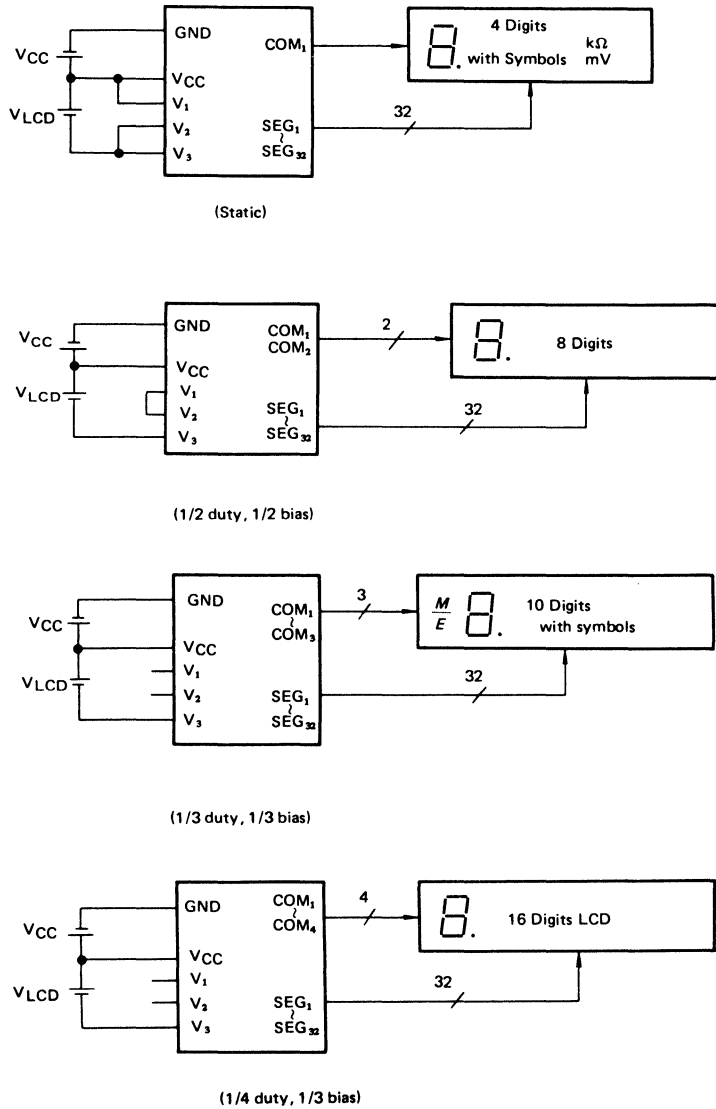 GND
COM₁
4 Digits
with Symbols
kΩ
mV
VCC
VCC
V₁
VLCD
V₂
V₃
SEG₁
~
SEG₃₂
32
(Static)
GND
COM₁
COM₂
2
8 Digits
VCC
VCC
VLCD
V₁
V₂
V₃
SEG₁
~
SEG₃₂
32
(1/2 duty, 1/2 bias)
GND
COM₁
~
COM₃
3
M
E
10 Digits
with symbols
VCC
VCC
VLCD
V₁
V₂
V₃
SEG₁
~
SEG₃₂
32
(1/3 duty, 1/3 bias)
GND
COM₁
~
COM₄
4
16 Digits LCD
VCC
VCC
VLCD
V₁
V₂
V₃
SEG₁
~
SEG₃₂
32
(1/4 duty, 1/3 bias)